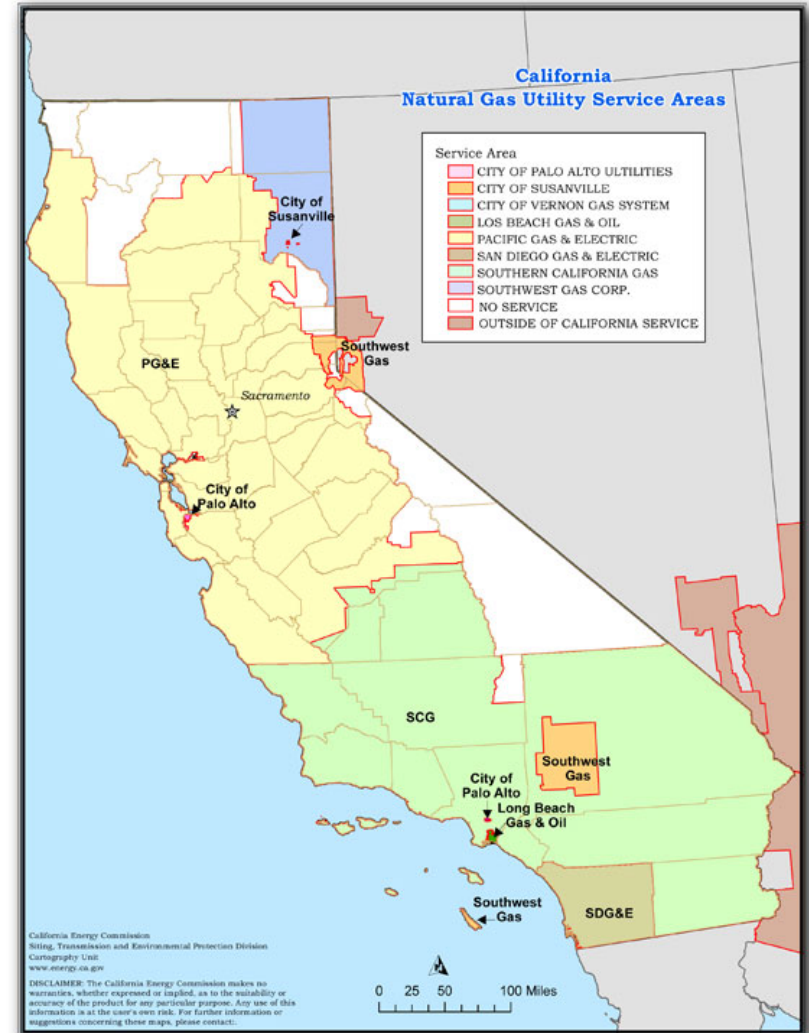 California
Natural Gas Utility Service Areas
Service Area
CITY OF PALO ALTO ULTILITIES
CITY OF SUSANVILLE
CITY OF VERNON GAS SYSTEM
LOS BEACH GAS & OIL
PACIFIC GAS & ELECTRIC
SAN DIEGO GAS & ELECTRIC
SOUTHERN CALIFORNIA GAS
SOUTHWEST GAS CORP.
NO SERVICE
OUTSIDE OF CALIFORNIA SERVICE
City of
Susanville
Southwest
Gas
PG&E
Sacramento
City of
Palo Alto
SCG
Southwest
Gas
City of
Palo Alto
Long Beach
Gas & Oil
Southwest
Gas
SDG&E
California Energy Commission
Siting, Transmission and Environmental Protection Division
Cartography Unit
www.energy.ca.gov
DISCLAIMER: The California Energy Commission makes no
warranties, whether expressed or implied, as to the suitability or
accuracy of the product for any particular purpose. Any use of this
information is at the user's own risk. For further information or
suggestions concerning these maps, please contact:.
0 25 50 100 Miles